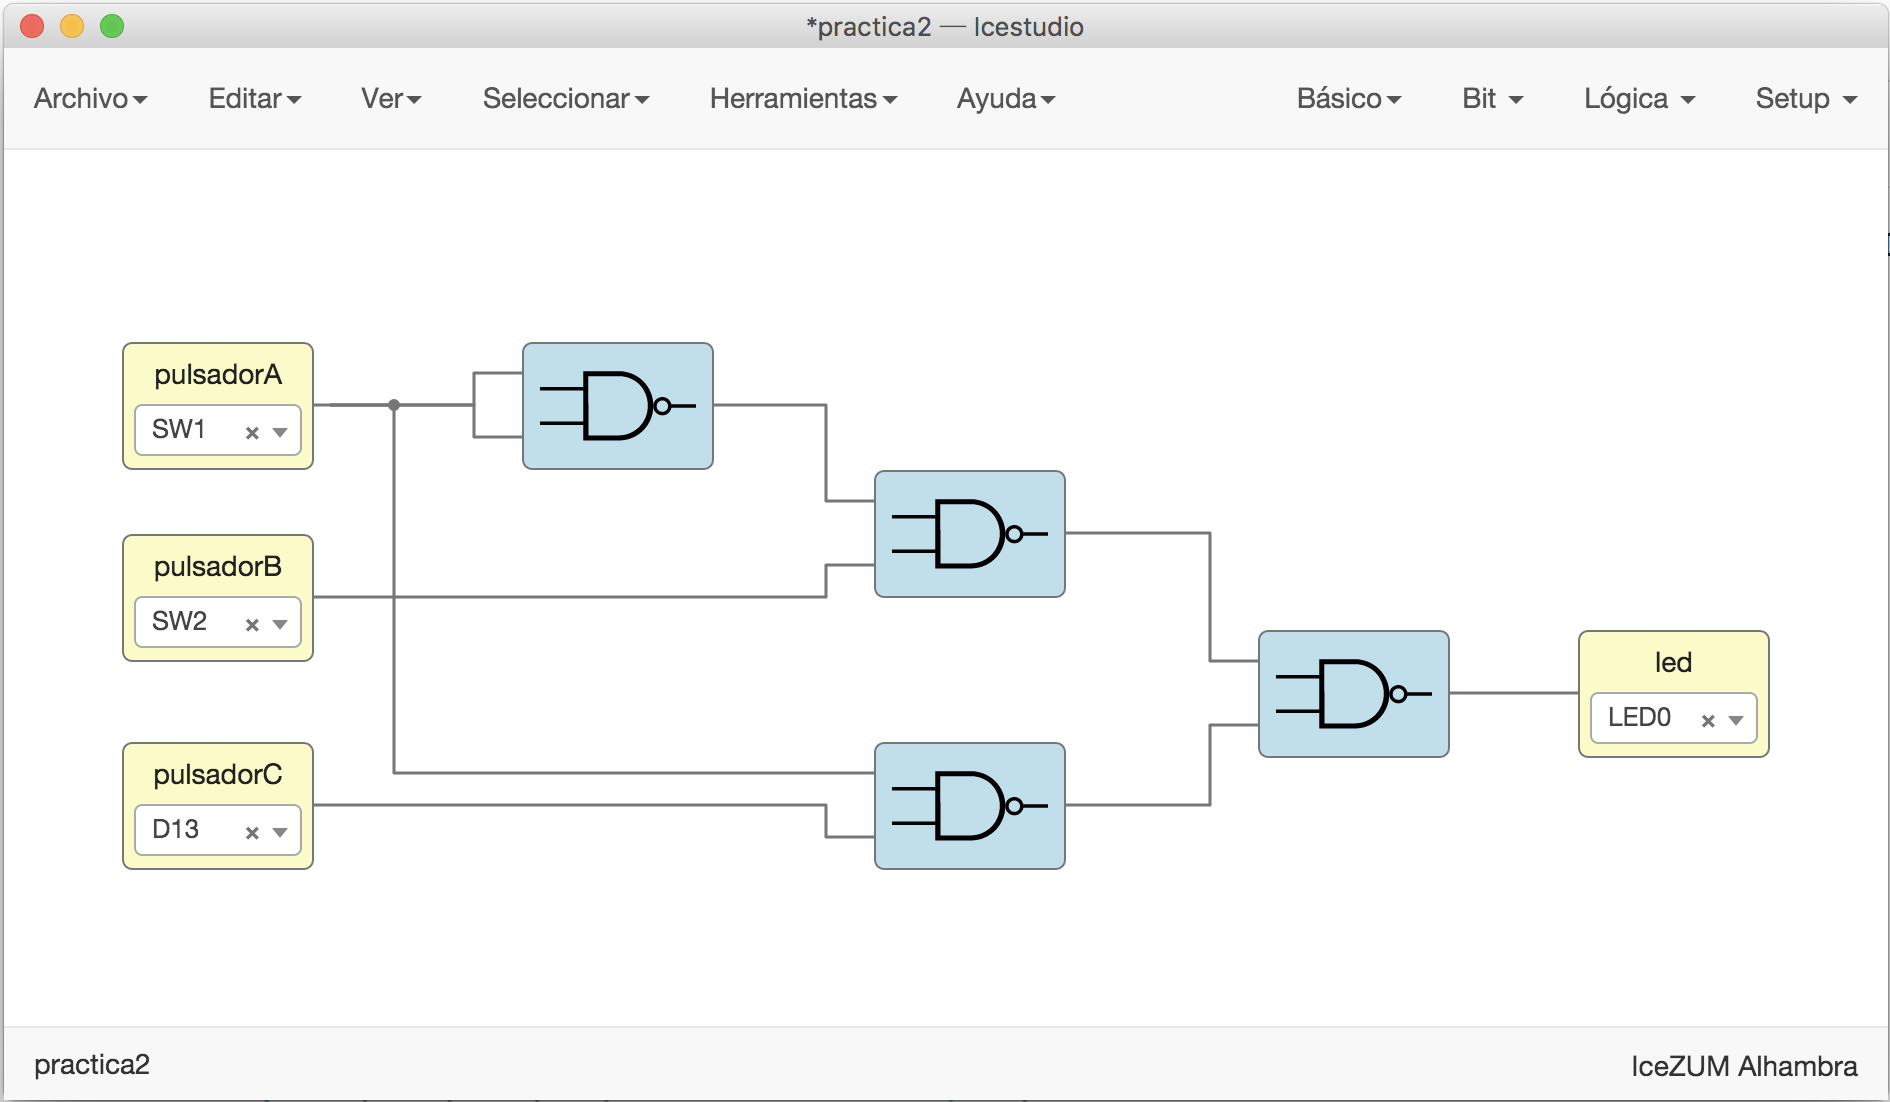 *practica2 — Icestudio
Archivo Editar Ver Seleccionar Herramientas Ayuda Básico Bit Lógica Setup
pulsadorA
SW1
pulsadorB
SW2
pulsadorC
D13
led
LED0
practica2
IceZUM Alhambra